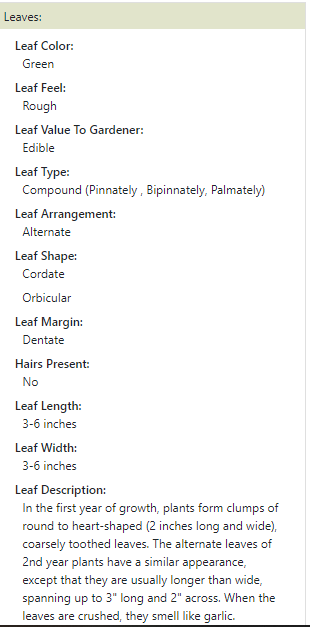 Leaves:
Leaf Color:
Green
Leaf Feel:
Rough
Leaf Value To Gardener:
Edible
Leaf Type:
Compound (Pinnately , Bipinnately, Palmately)
Leaf Arrangement:
Alternate
Leaf Shape:
Cordate
Orbicular
Leaf Margin:
Dentate
Hairs Present:
No
Leaf Length:
3-6 inches
Leaf Width:
3-6 inches
Leaf Description:
In the first year of growth, plants form clumps of
round to heart-shaped (2 inches long and wide),
coarsely toothed leaves. The alternate leaves of
2nd year plants have a similar appearance,
except that they are usually longer than wide,
spanning up to 3" long and 2" across. When the
leaves are crushed, they smell like garlic.